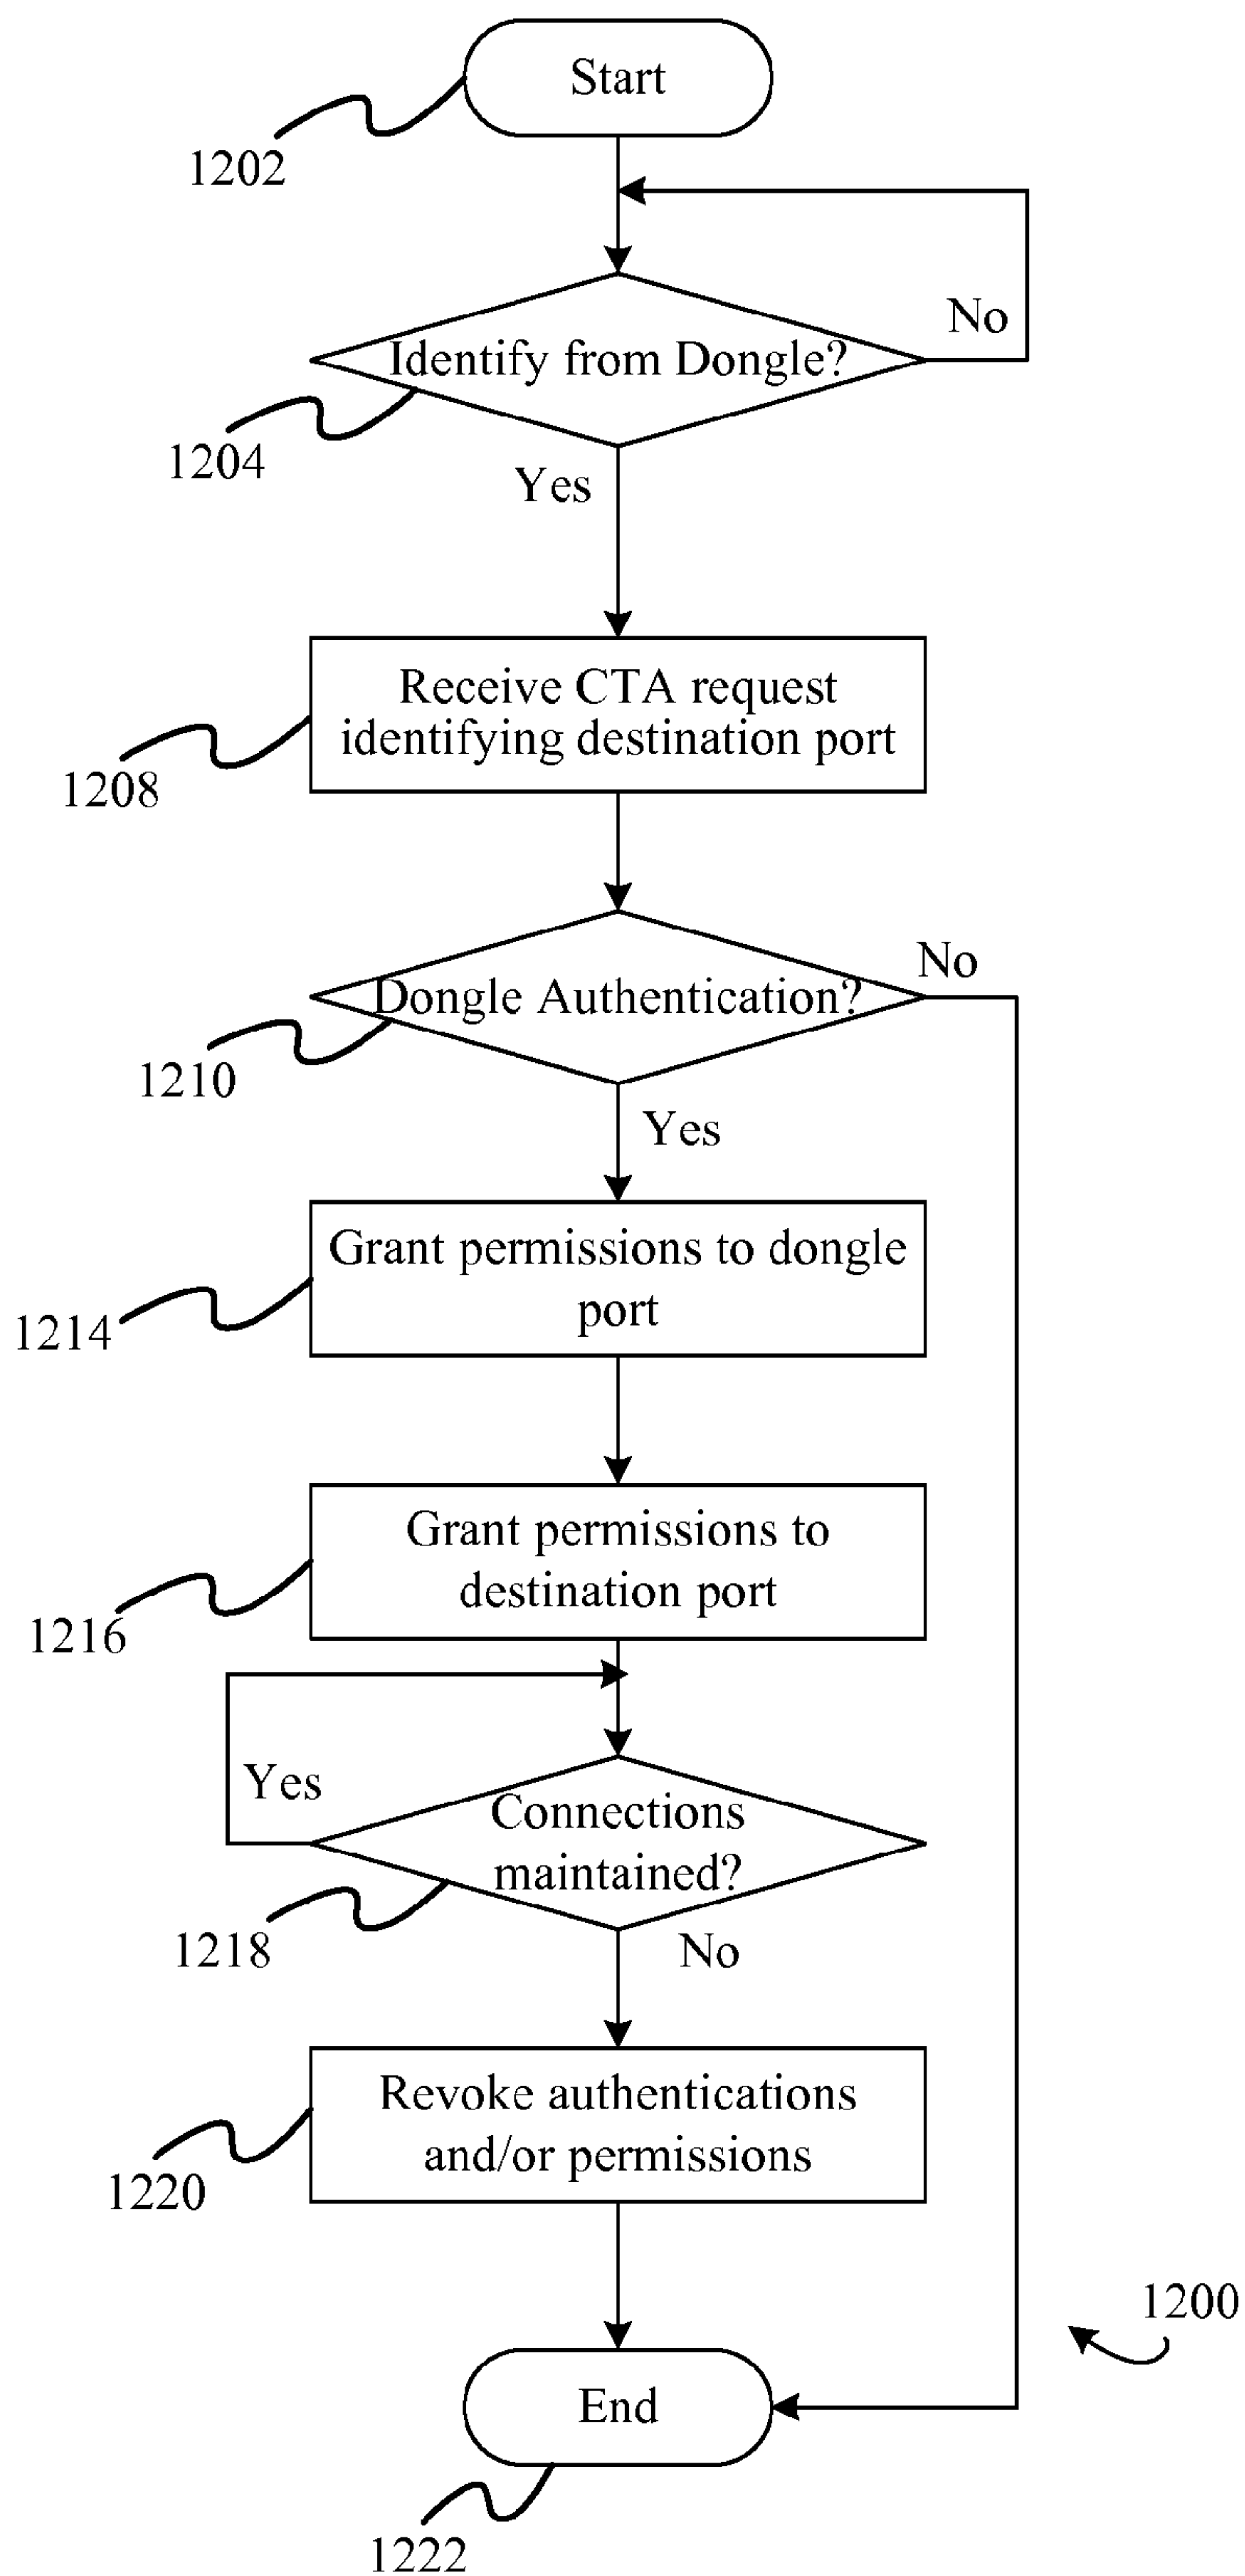 Start
1202
No
Identify from Dongle?
1204
Yes
Receive CTA request
identifying destination port
1208
No
Dongle Authentication?
1210
Yes
Grant permissions to dongle
port
1214
Grant permissions to
destination port
1216
Yes
Connections
maintained?
1218
No
Revoke authentications
and/or permissions
1220
1200
End
1222